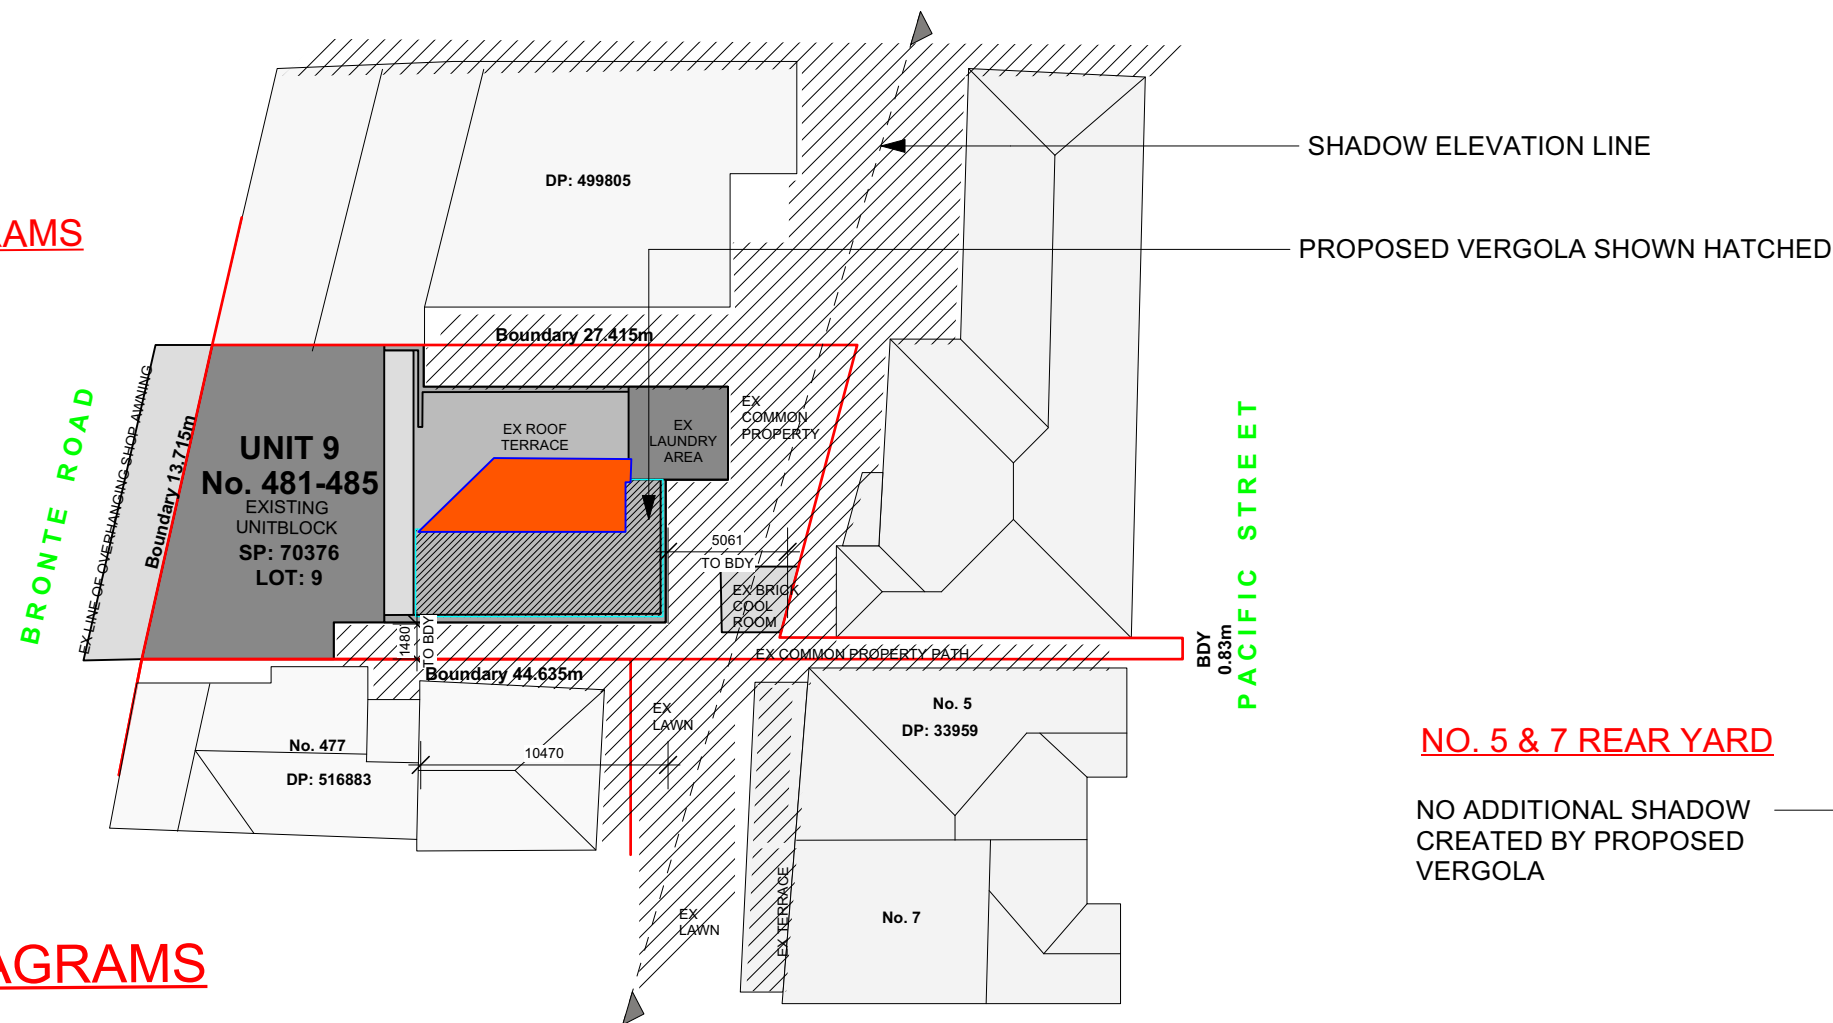 SHADOW ELEVATION LINE
DP: 499805
AMS
PROPOSED VERGOLA SHOWN HATCHED
Boundary 27.415m
BRONTE ROAD
EX LINE OF OVERHANGING SHOP AWNING
Boundary 13.715m
UNIT 9
No. 481-485
EXISTING
UNITBLOCK
SP: 70376
LOT: 9
EX ROOF
TERRACE
EX
LAUNDRY
AREA
EX
COMMON
PROPERTY
5061
TO BDY
EX BRICK
COOL
ROOM
1480
TO BDY
EX COMMON PROPERTY PATH
BDY
0.83m
PACIFIC STREET
Boundary 44.635m
EX
LAWN
10470
No. 477
DP: 516883
No. 5
DP: 33959
NO. 5 & 7 REAR YARD
NO ADDITIONAL SHADOW
CREATED BY PROPOSED
VERGOLA
EX TERRACE
EX
LAWN
No. 7
AGRAMS